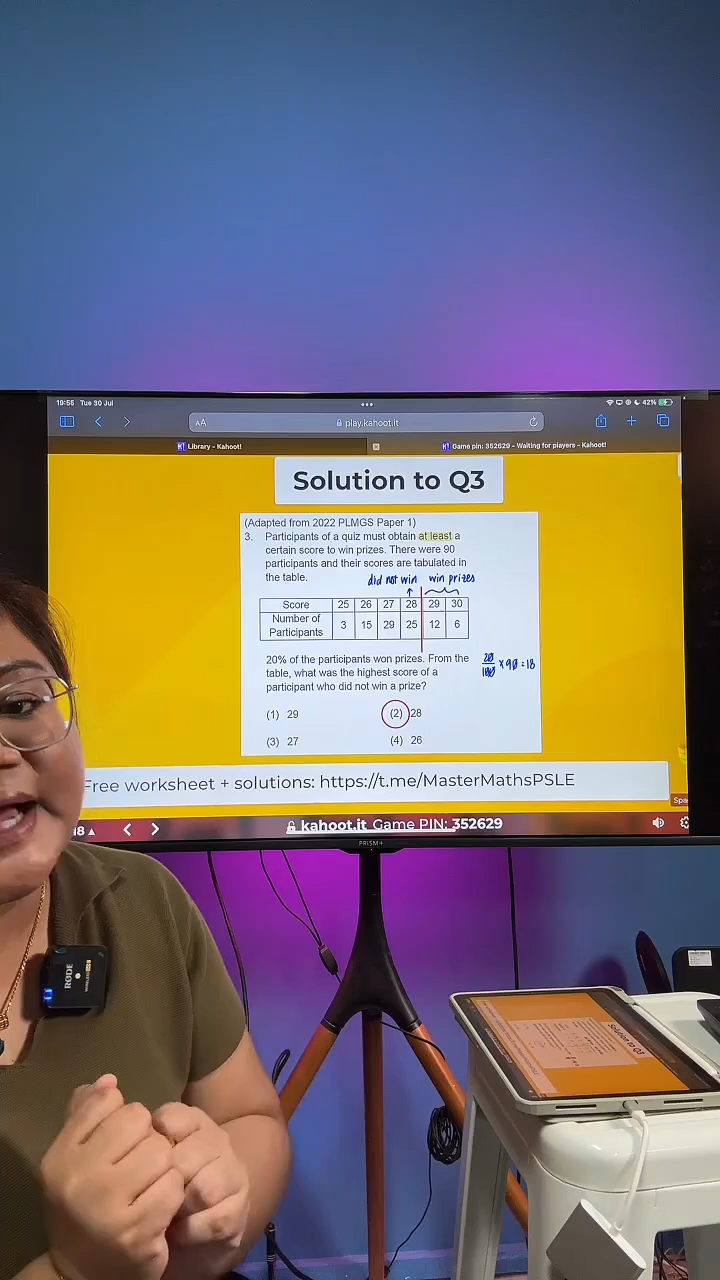 19:55 Tue 30 Jul
42%
AA
play.kahoot.it
K! Library - Kahoot!
K! Game pin: 352629 - Waiting for players - Kahoot!
Solution to Q3
(Adapted from 2022 PLMGS Paper 1)
3. Participants of a quiz must obtain at least a
certain score to win prizes. There were 90
participants and their scores are tabulated in
the table.
did not win win prizes
Score 25 26 27 28 29 30
Number of Participants 3 15 29 25 12 6
20% of the participants won prizes. From the
table, what was the highest score of a
participant who did not win a prize?
20/100 x 90 = 18
(1) 29
(2) 28
(3) 27
(4) 26
Free worksheet + solutions: https://t.me/MasterMathsPSLE
kahoot.it Game PIN: 352629
PRISM+
RØDE
Solution to Q3